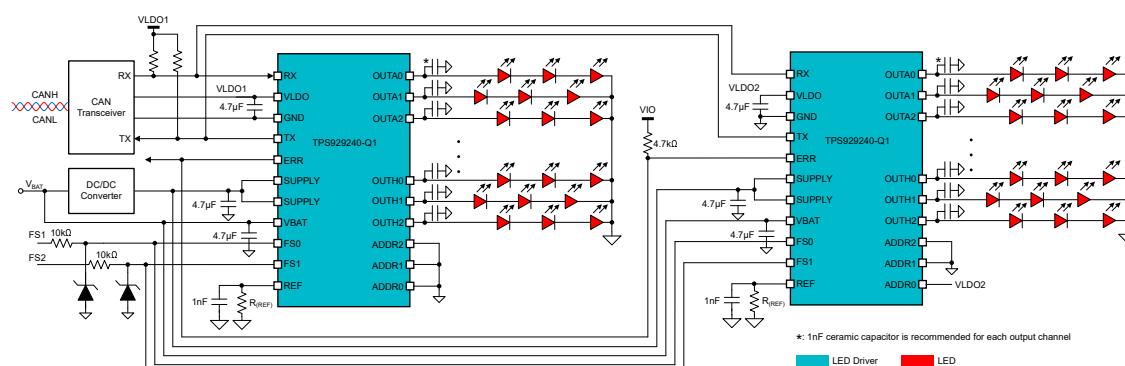 VLDO1
CAN
Transceiver
RX
TX
CANH
CANL
VLDO1
4.7µF
DC/DC
Converter
VBAT
4.7µF
4.7µF
FS1
10kΩ
FS2
10kΩ
1nF
R(REF)
TPS929240-Q1
RX
VLDO
GND
TX
ERR
SUPPLY
SUPPLY
VBAT
FS0
FS1
REF
OUTA0
OUTA1
OUTA2
OUTH0
OUTH1
OUTH2
ADDR2
ADDR1
ADDR0
*
VIO
4.7kΩ
VLDO2
4.7µF
4.7µF
4.7µF
1nF
R(REF)
TPS929240-Q1
RX
VLDO
GND
TX
ERR
SUPPLY
SUPPLY
VBAT
FS0
FS1
REF
OUTA0
OUTA1
OUTA2
OUTH0
OUTH1
OUTH2
ADDR2
ADDR1
ADDR0
VLDO2
*
*: 1nF ceramic capacitor is recommended for each output channel
LED Driver
LED